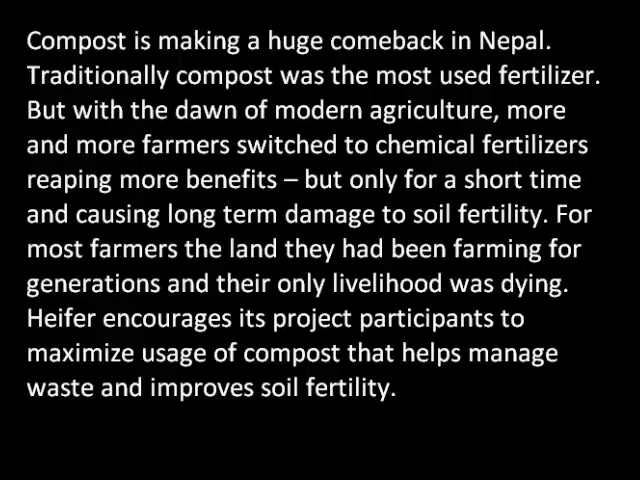 Compost is making a huge comeback in Nepal.
Traditionally compost was the most used fertilizer.
But with the dawn of modern agriculture, more
and more farmers switched to chemical fertilizers
reaping more benefits – but only for a short time
and causing long term damage to soil fertility. For
most farmers the land they had been farming for
generations and their only livelihood was dying.
Heifer encourages its project participants to
maximize usage of compost that helps manage
waste and improves soil fertility.